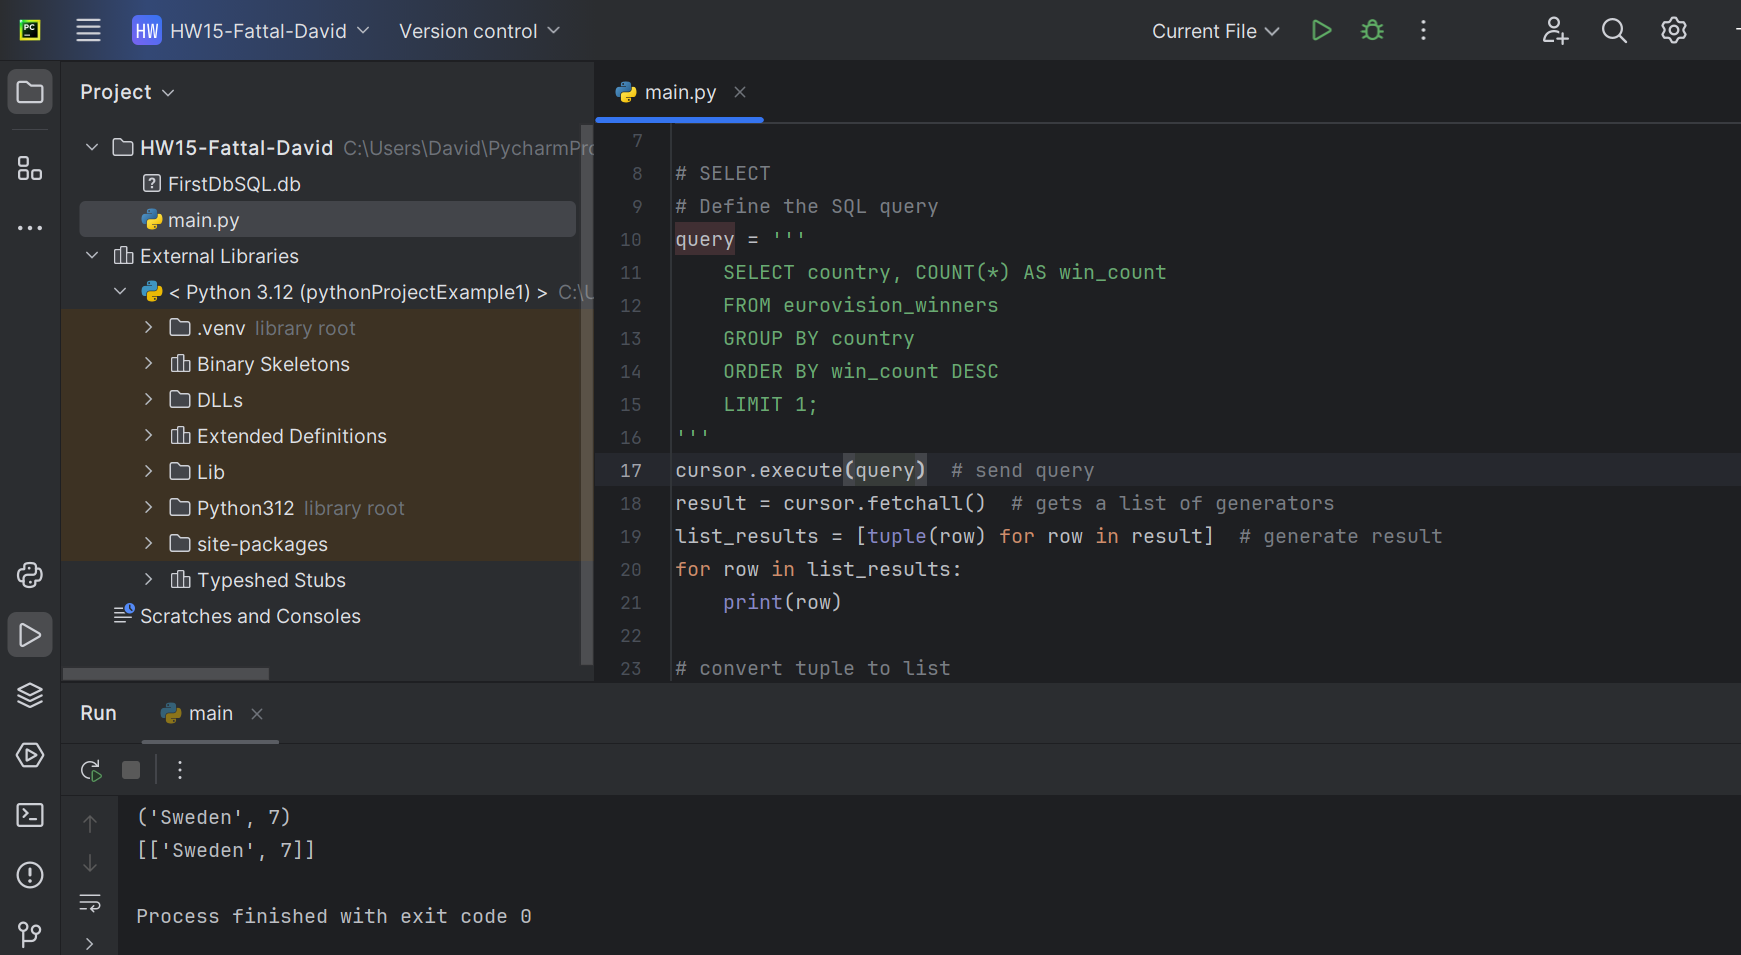 PC
HW HW15-Fattal-David Version control Current File
Project
HW15-Fattal-David C:\Users\David\PycharmPro
FirstDbSQL.db
main.py
External Libraries
< Python 3.12 (pythonProjectExample1) > C:\U
.venv library root
Binary Skeletons
DLLs
Extended Definitions
Lib
Python312 library root
site-packages
Typeshed Stubs
Scratches and Consoles
main.py
7
8 # SELECT
9 # Define the SQL query
10 query = '''
11 SELECT country, COUNT(*) AS win_count
12 FROM eurovision_winners
13 GROUP BY country
14 ORDER BY win_count DESC
15 LIMIT 1;
16 '''
17 cursor.execute(query)  # send query
18 result = cursor.fetchall()  # gets a list of generators
19 list_results = [tuple(row) for row in result]  # generate result
20 for row in list_results:
21 print(row)
22
23 # convert tuple to list
Run main
('Sweden', 7)
[['Sweden', 7]]
Process finished with exit code 0